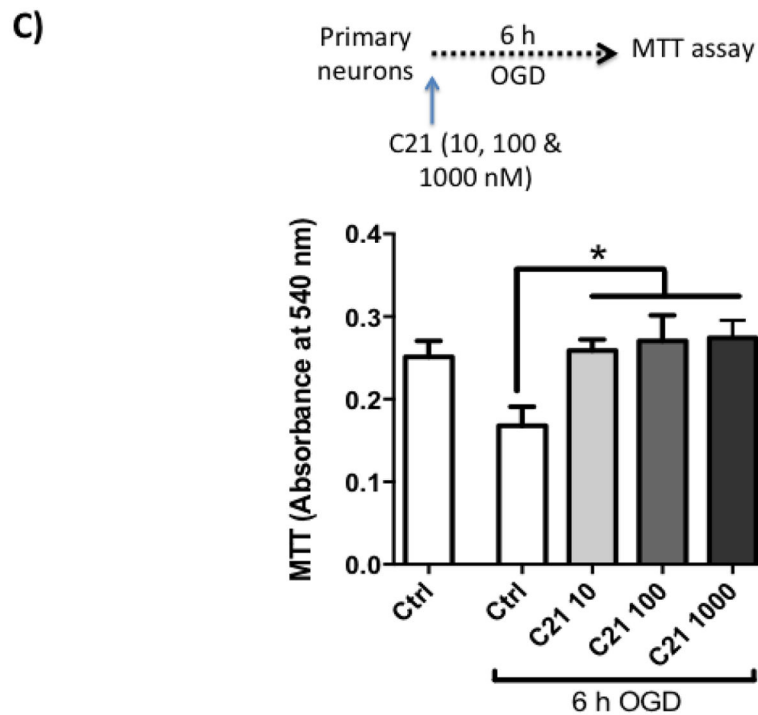 C)
Primary
neurons
6 h
OGD
MTT assay
C21 (10, 100 &
1000 nM)
MTT (Absorbance at 540 nm)
0.4
0.3
0.2
0.1
0.0
*
Ctrl
Ctrl
C21 10
C21 100
C21 1000
6 h OGD